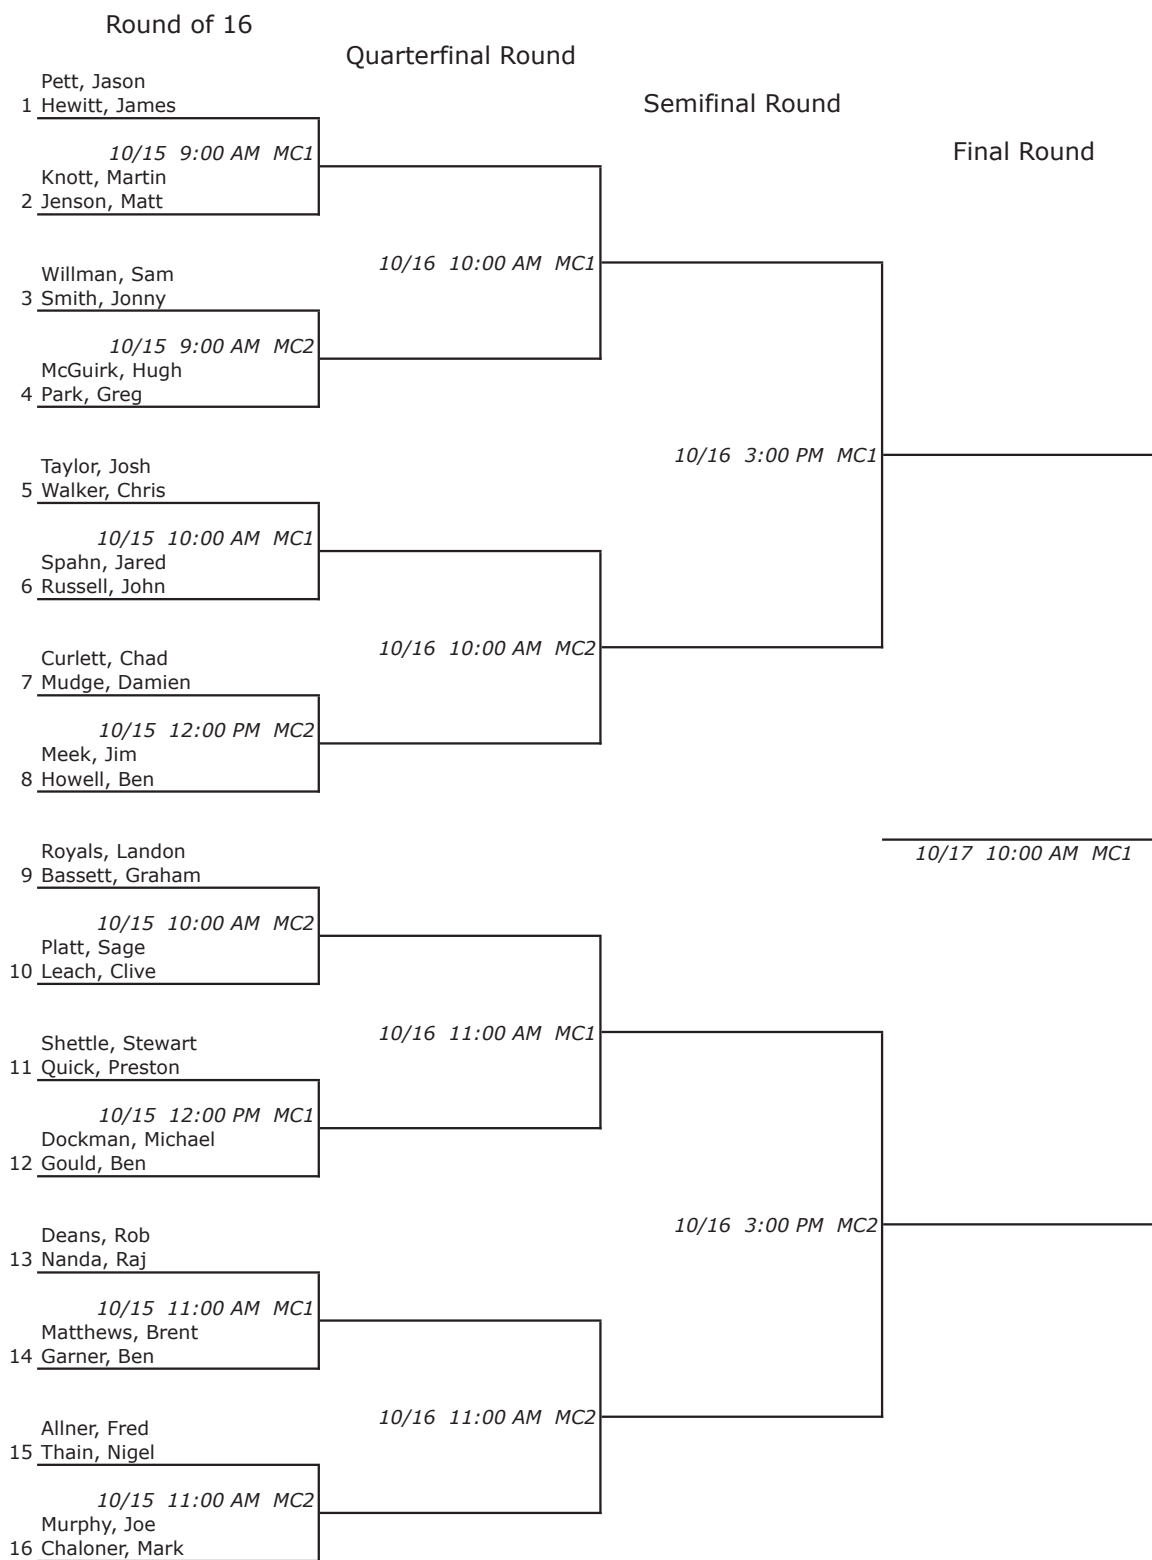 Round of 16
Quarterfinal Round
Semifinal Round
Final Round
Pett, Jason
1 Hewitt, James
10/15 9:00 AM MC1
Knott, Martin
2 Jenson, Matt
Willman, Sam
3 Smith, Jonny
10/15 9:00 AM MC2
McGuirk, Hugh
4 Park, Greg
Taylor, Josh
5 Walker, Chris
10/15 10:00 AM MC1
Spahn, Jared
6 Russell, John
Curlett, Chad
7 Mudge, Damien
10/15 12:00 PM MC2
Meek, Jim
8 Howell, Ben
Royals, Landon
9 Bassett, Graham
10/15 10:00 AM MC2
Platt, Sage
10 Leach, Clive
Shettle, Stewart
11 Quick, Preston
10/15 12:00 PM MC1
Dockman, Michael
12 Gould, Ben
Deans, Rob
13 Nanda, Raj
10/15 11:00 AM MC1
Matthews, Brent
14 Garner, Ben
Allner, Fred
15 Thain, Nigel
10/15 11:00 AM MC2
Murphy, Joe
16 Chaloner, Mark
10/16 10:00 AM MC1
10/16 10:00 AM MC2
10/16 11:00 AM MC1
10/16 11:00 AM MC2
10/16 3:00 PM MC1
10/16 3:00 PM MC2
10/17 10:00 AM MC1